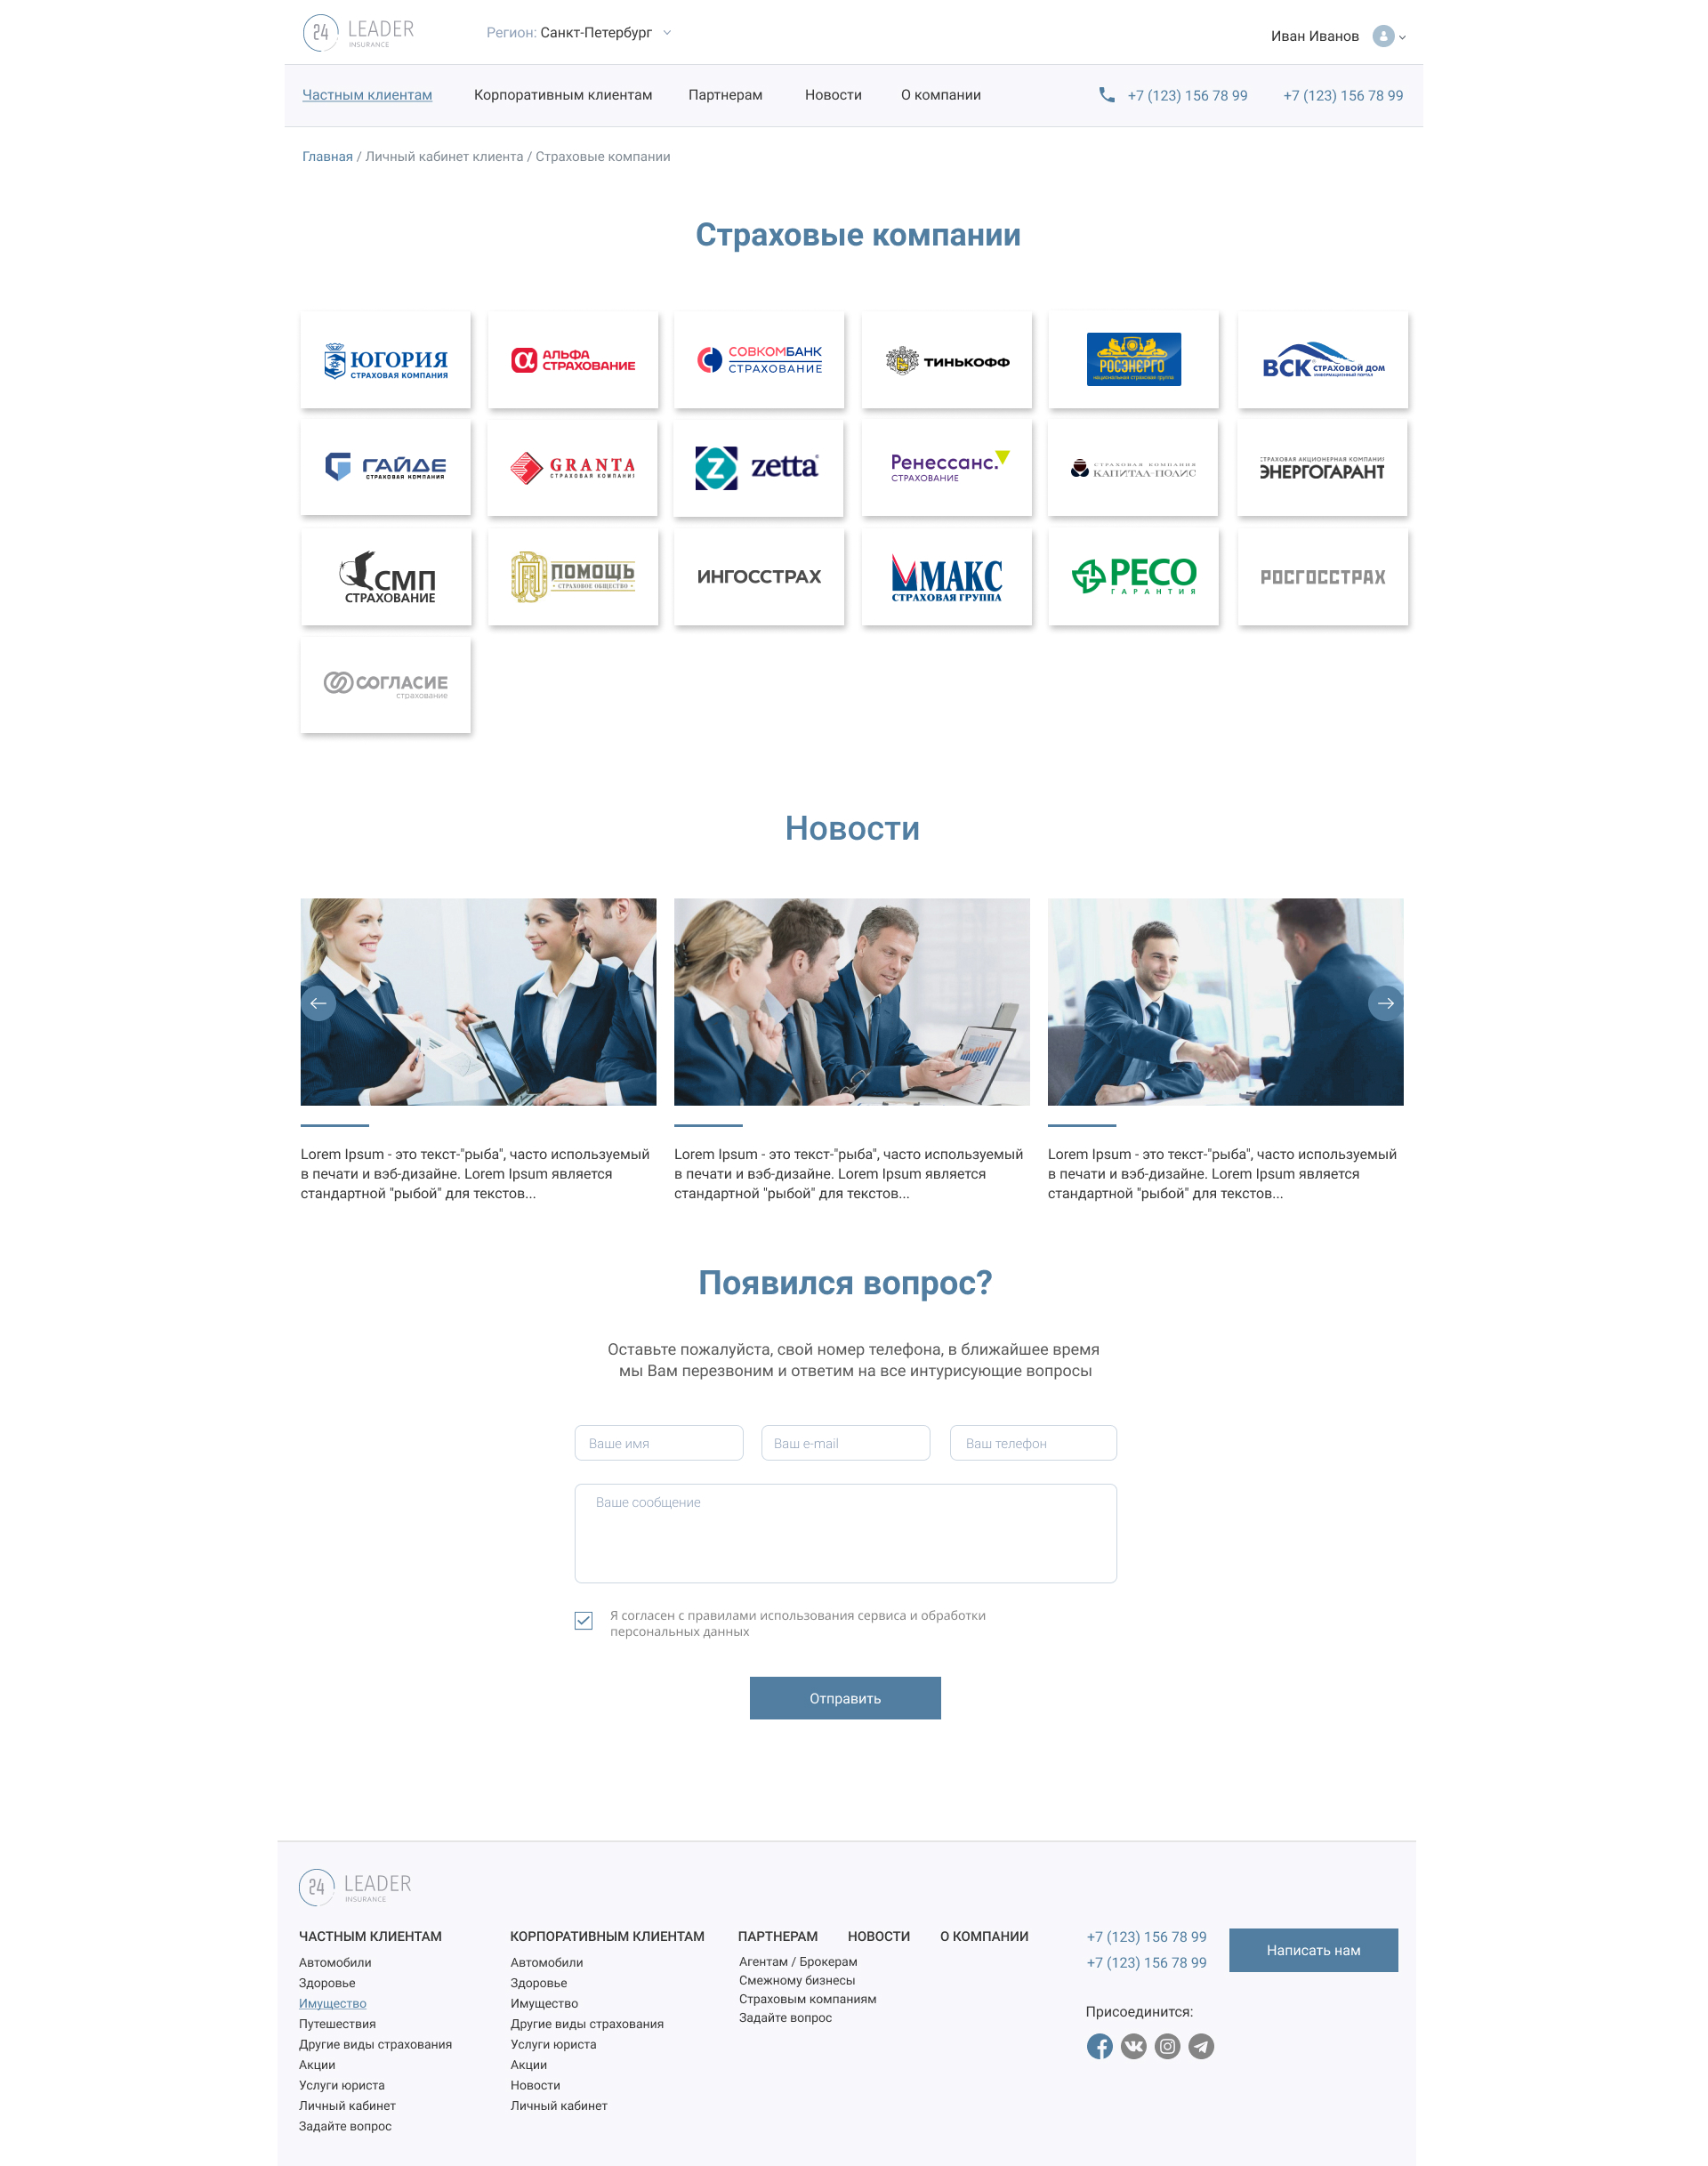 24 LEADER
INSURANCE
Регион: Санкт-Петербург
Иван Иванов
Частным клиентам Корпоративным клиентам Партнерам Новости О компании +7 (123) 156 78 99 +7 (123) 156 78 99
Главная / Личный кабинет клиента / Страховые компании
Страховые компании
ЮГОРИЯ
СТРАХОВАЯ КОМПАНИЯ
АЛЬФА
СТРАХОВАНИЕ
СОВКОМБАНК
СТРАХОВАНИЕ
ТИНЬКОФФ
РОСЭНЕРГО
национальная страховая группа
ВСК СТРАХОВОЙ ДОМ
ИНФОРМАЦИОННЫЙ ПОРТАЛ
ГАЙДЕ
СТРАХОВАЯ КОМПАНИЯ
GRANTA
СТРАХОВАЯ КОМПАНИ
Z zetta
Ренессанс.
СТРАХОВАНИЕ
СТРАХОВАЯ КОМПАНИЯ
КАПИТАЛ-ПОЛИС
СТРАХОВАЯ АКЦИОНЕРНАЯ КОМПАНИ
ЭНЕРГОГАРАНТ
СМП
СТРАХОВАНИЕ
ПОМОЩЬ
СТРАХОВОЕ ОБЩЕСТВО
ИНГОССТРАХ
МАКС
СТРАХОВАЯ ГРУППА
РЕСО
ГАРАНТИЯ
РОСГОССТРАХ
СОГЛАСИЕ
страхование
Новости
Lorem Ipsum - это текст-"рыба", часто используемый
в печати и вэб-дизайне. Lorem Ipsum является
стандартной "рыбой" для текстов...
Lorem Ipsum - это текст-"рыба", часто используемый
в печати и вэб-дизайне. Lorem Ipsum является
стандартной "рыбой" для текстов...
Lorem Ipsum - это текст-"рыба", часто используемый
в печати и вэб-дизайне. Lorem Ipsum является
стандартной "рыбой" для текстов...
Появился вопрос?
Оставьте пожалуйста, свой номер телефона, в ближайшее время
мы Вам перезвоним и ответим на все интурисующие вопросы
Ваше имя Ваш e-mail Ваш телефон
Ваше сообщение
Я согласен с правилами использования сервиса и обработки
персональных данных
Отправить
24 LEADER
INSURANCE
ЧАСТНЫМ КЛИЕНТАМ
Автомобили
Здоровье
Имущество
Путешествия
Другие виды страхования
Акции
Услуги юриста
Личный кабинет
Задайте вопрос
КОРПОРАТИВНЫМ КЛИЕНТАМ
Автомобили
Здоровье
Имущество
Другие виды страхования
Услуги юриста
Акции
Новости
Личный кабинет
ПАРТНЕРАМ
Агентам / Брокерам
Смежному бизнесы
Страховым компаниям
Задайте вопрос
НОВОСТИ
О КОМПАНИИ
+7 (123) 156 78 99
+7 (123) 156 78 99
Написать нам
Присоединится: